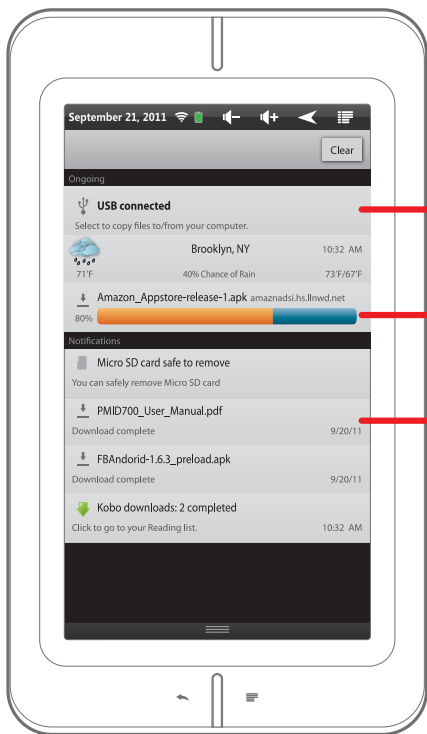 September 21, 2011
Clear
Ongoing
USB connected
Select to copy files to/from your computer.
Brooklyn, NY 10:32 AM
71°F 40% Chance of Rain 73°F/67°F
Amazon_Appstore-release-1.apk amaznadsi.hs.llnwd.net
80%
Notifications
Micro SD card safe to remove
You can safely remove Micro SD card
PMID700_User_Manual.pdf
Download complete 9/20/11
FBAndorid-1.6.3_preload.apk
Download complete 9/20/11
Kobo downloads: 2 completed
Click to go to your Reading list. 10:32 AM